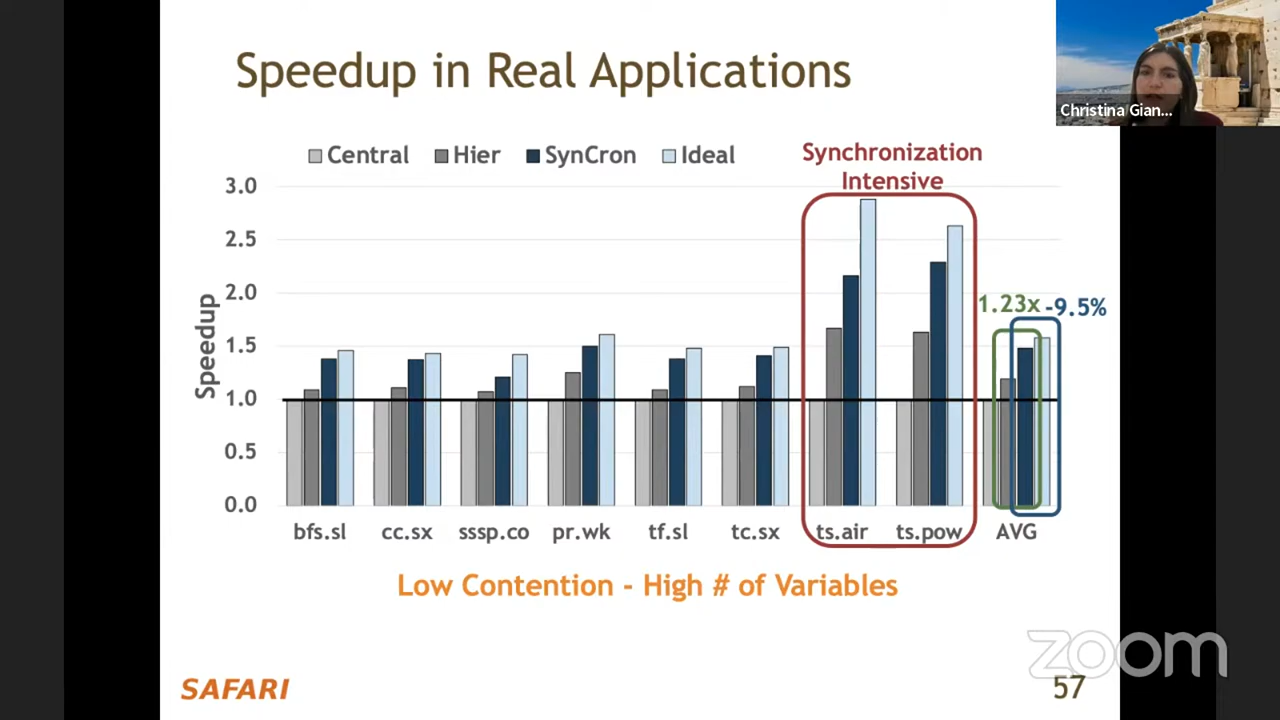 Speedup in Real Applications
Christina Gian...
Central Hier SynCron Ideal
Synchronization
Intensive
3.0
2.5
2.0
1.5
1.0
0.5
0.0
Speedup
1.23x -9.5%
bfs.sl cc.sx sssp.co pr.wk tf.sl tc.sx ts.air ts.pow AVG
Low Contention - High # of Variables
zoom
SAFARI
57